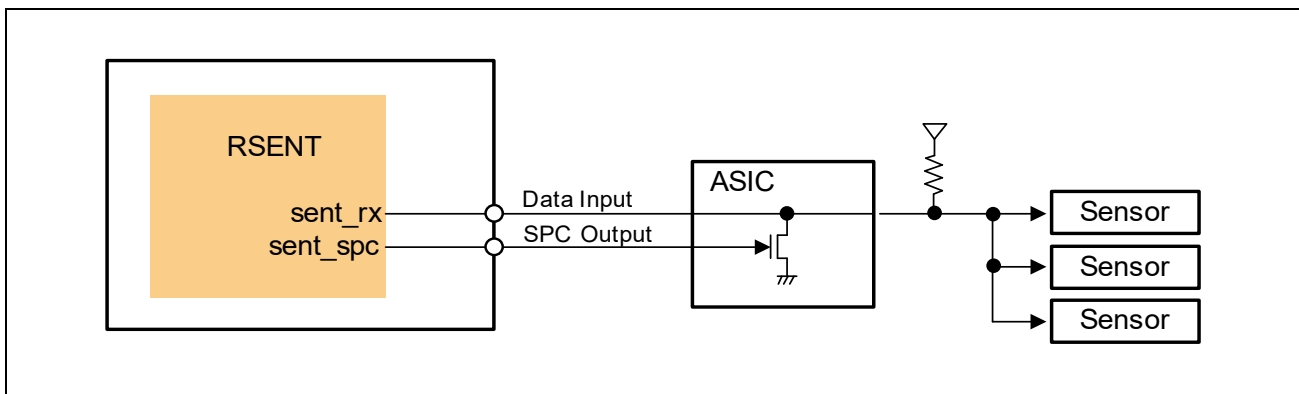 RSENT
sent_rx
sent_spc
Data Input
SPC Output
ASIC
Sensor
Sensor
Sensor